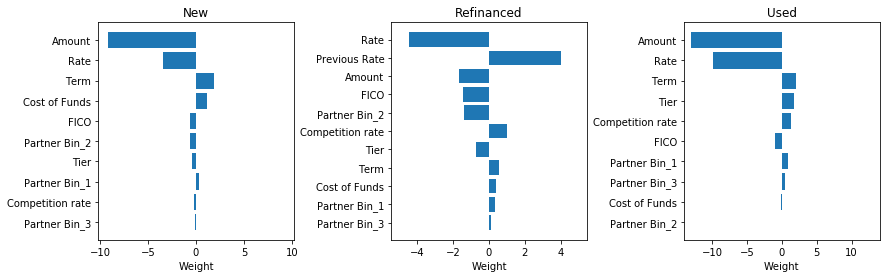 New
Amount
Rate
Term
Cost of Funds
FICO
Partner Bin_2
Tier
Partner Bin_1
Competition rate
Partner Bin_3
−10 −5 0 5 10
Weight
Refinanced
Rate
Previous Rate
Amount
FICO
Partner Bin_2
Competition rate
Tier
Term
Cost of Funds
Partner Bin_1
Partner Bin_3
−4 −2 0 2 4
Weight
Used
Amount
Rate
Term
Tier
Competition rate
FICO
Partner Bin_1
Partner Bin_3
Cost of Funds
Partner Bin_2
−10 −5 0 5 10
Weight